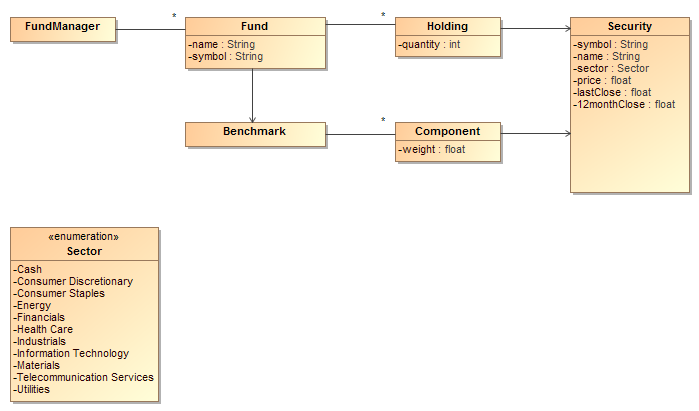 FundManager
*
Fund
-name : String
-symbol : String
*
Holding
-quantity : int
Security
-symbol : String
-name : String
-sector : Sector
-price : float
-lastClose : float
-12monthClose : float
Benchmark
*
Component
-weight : float
«enumeration»
Sector
-Cash
-Consumer Discretionary
-Consumer Staples
-Energy
-Financials
-Health Care
-Industrials
-Information Technology
-Materials
-Telecommunication Services
-Utilities